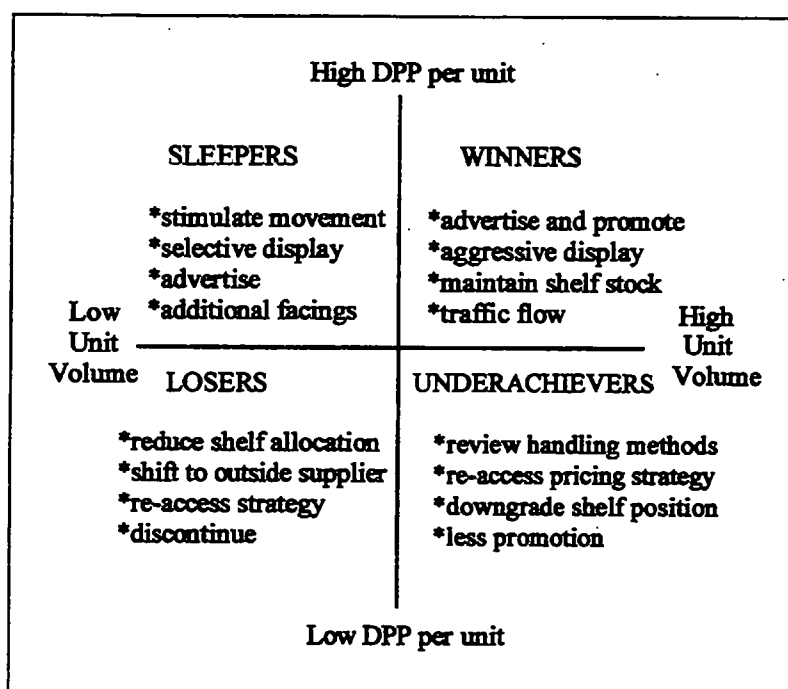 High DPP per unit
SLEEPERS
*stimulate movement
*selective display
*advertise
*additional facings
WINNERS
*advertise and promote
*aggressive display
*maintain shelf stock
*traffic flow
Low
Unit
Volume
High
Unit
Volume
LOSERS
*reduce shelf allocation
*shift to outside supplier
*re-access strategy
*discontinue
UNDERACHIEVERS
*review handling methods
*re-access pricing strategy
*downgrade shelf position
*less promotion
Low DPP per unit